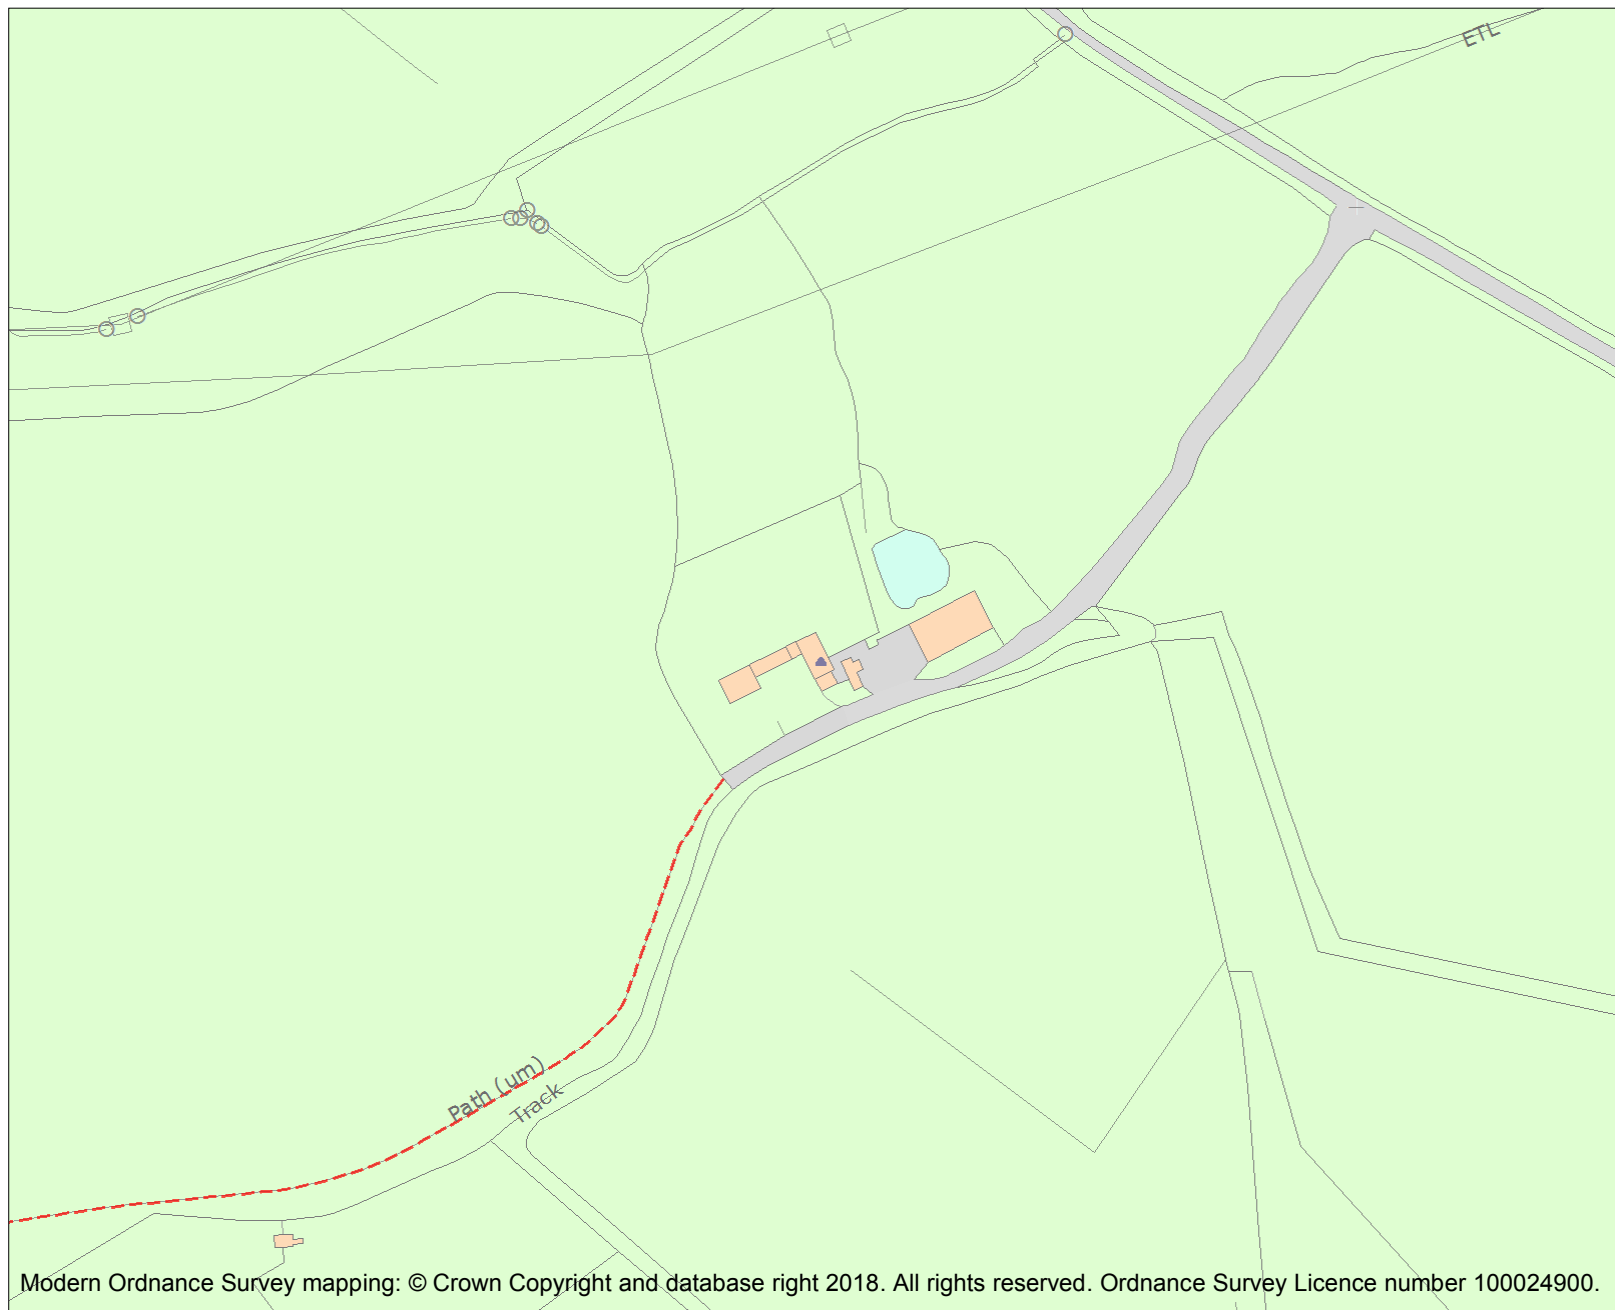 ETL
Path (um)
Track
Modern Ordnance Survey mapping: © Crown Copyright and database right 2018. All rights reserved. Ordnance Survey Licence number 100024900.